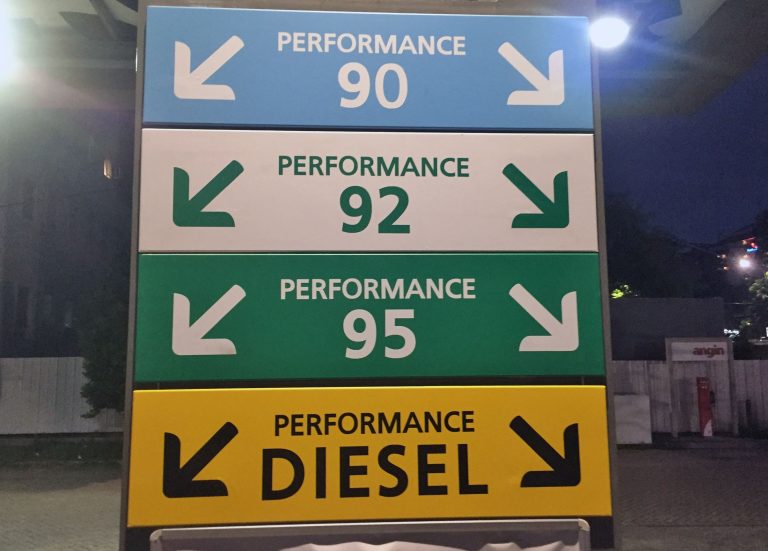 PERFORMANCE
90
PERFORMANCE
92
PERFORMANCE
95
PERFORMANCE
DIESEL
angin